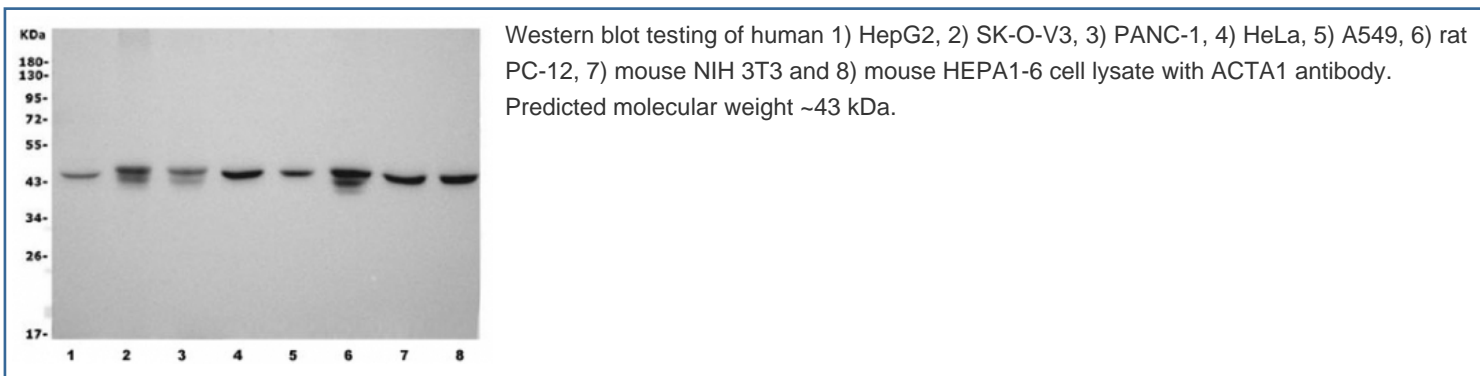 KDa
180-
130-
95-
72-
55-
43-
34-
26-
17-
1 2 3 4 5 6 7 8
Western blot testing of human 1) HepG2, 2) SK-O-V3, 3) PANC-1, 4) HeLa, 5) A549, 6) rat
PC-12, 7) mouse NIH 3T3 and 8) mouse HEPA1-6 cell lysate with ACTA1 antibody.
Predicted molecular weight ~43 kDa.